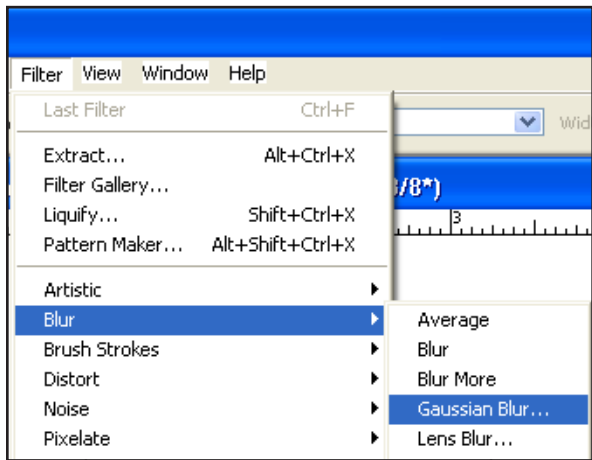 Filter View Window Help
Last Filter Ctrl+F
Wid
Extract... Alt+Ctrl+X
Filter Gallery...
/8*)
Liquify... Shift+Ctrl+X
3
Pattern Maker... Alt+Shift+Ctrl+X
Artistic
Blur
Average
Brush Strokes
Blur
Distort
Blur More
Noise
Gaussian Blur...
Pixelate
Lens Blur...